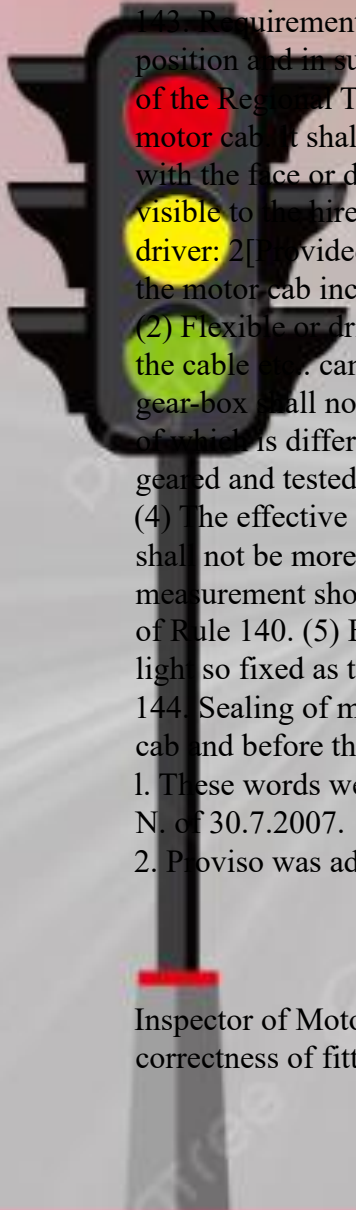 143. Requirement
position and in su
of the Regional T
motor cab. It shal
with the face or d
visible to the hire
driver: 2[Provided
the motor cab inc
(2) Flexible or dr
the cable etc.. can
gear-box shall no
of which is differ
geared and tested
(4) The effective
shall not be more
measurement sho
of Rule 140. (5) E
light so fixed as t
144. Sealing of m
cab and before th
l. These words we
N. of 30.7.2007.
2. Proviso was ad
Inspector of Moto
correctness of fitt